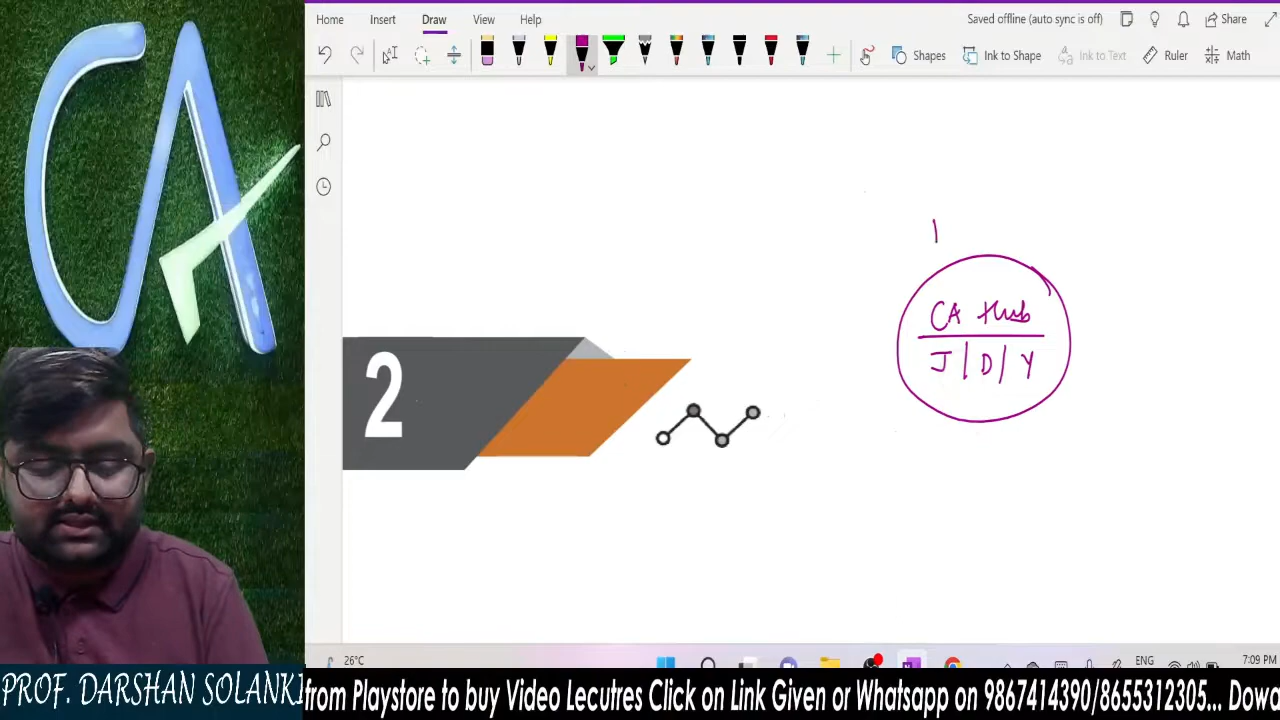 Home Insert Draw View Help Saved offline (auto sync is off) Share
Shapes Ink to Shape Ink to Text Ruler Math
CA
CA Hub
J | D | Y
2
26°C ENG 7:09 PM
PROF. DARSHAN SOLANKI from Playstore to buy Video Lecutres Click on Link Given or Whatsapp on 9867414390/8655312305... Dowa